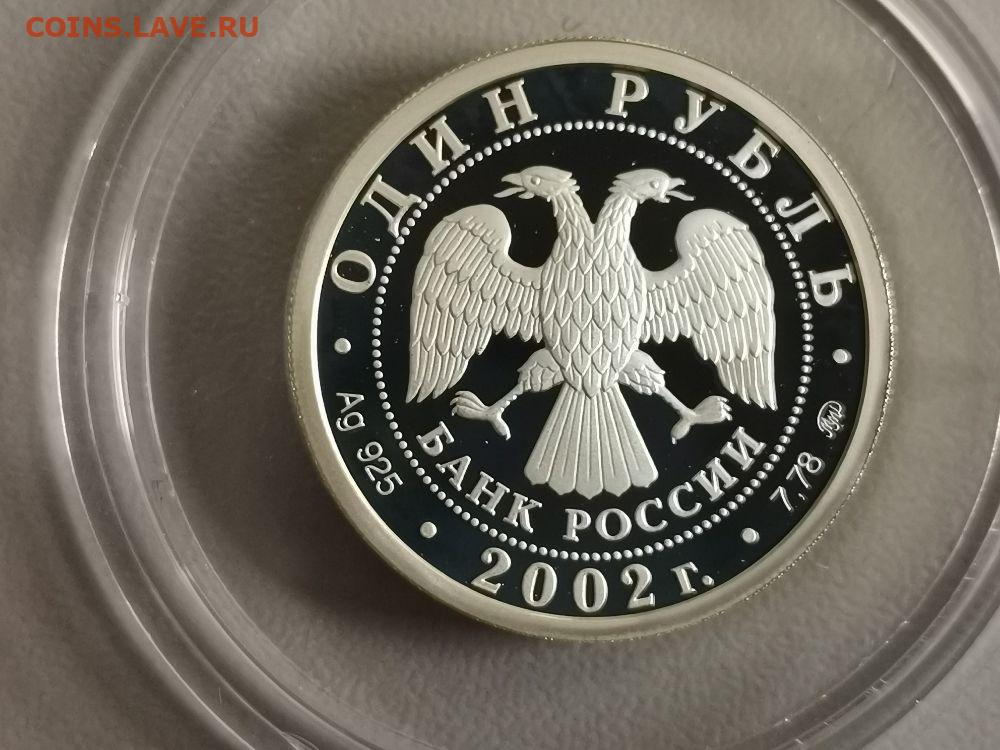 COINS.LAVE.RU
ОДИН РУБЛЬ
БАНК РОССИИ
Ag 925
7,78
2002 г.